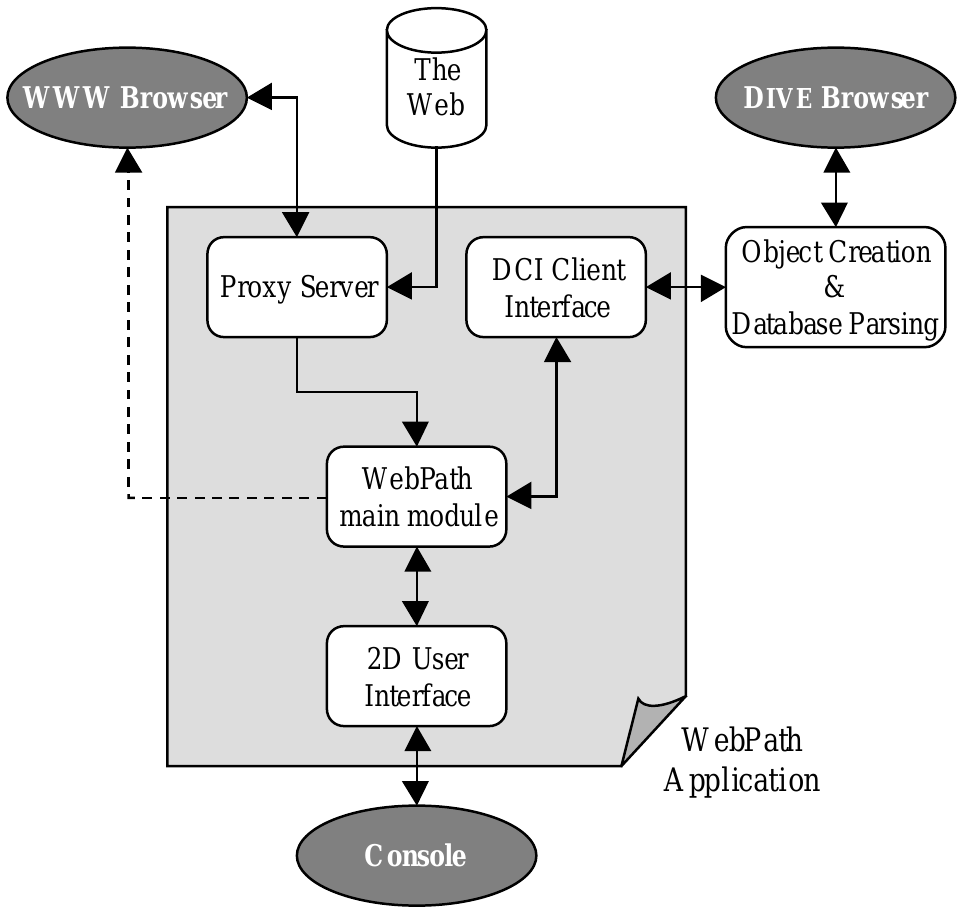 The
Web
WWW Browser
DIVE Browser
Proxy Server
DCI Client
Interface
Object Creation
&
Database Parsing
WebPath
main module
2D User
Interface
WebPath
Application
Console